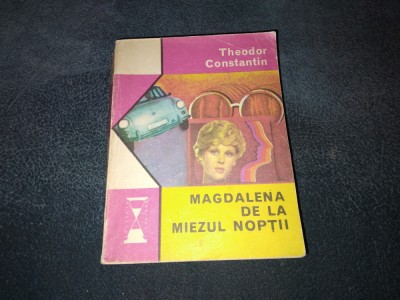 Theodor
Constantin
MAGDALENA
DE LA
MIEZUL NOPȚII